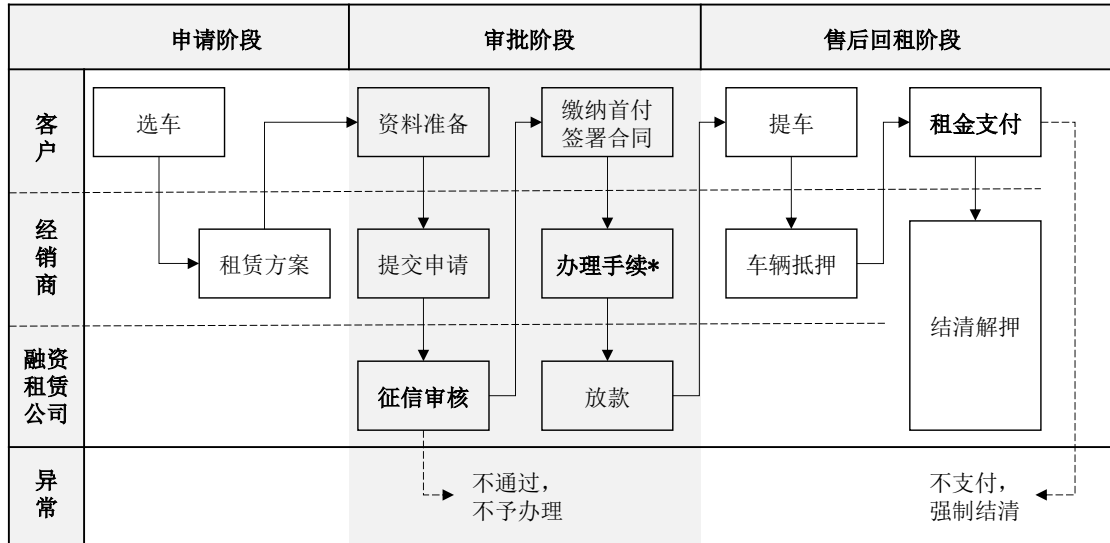 申请阶段
审批阶段
售后回租阶段
客
户
选车
资料准备
缴纳首付
签署合同
提车
租金支付
经
销
商
租赁方案
提交申请
办理手续*
车辆抵押
结清解押
融资
租赁
公司
征信审核
放款
异
常
不通过，
不予办理
不支付，
强制结清